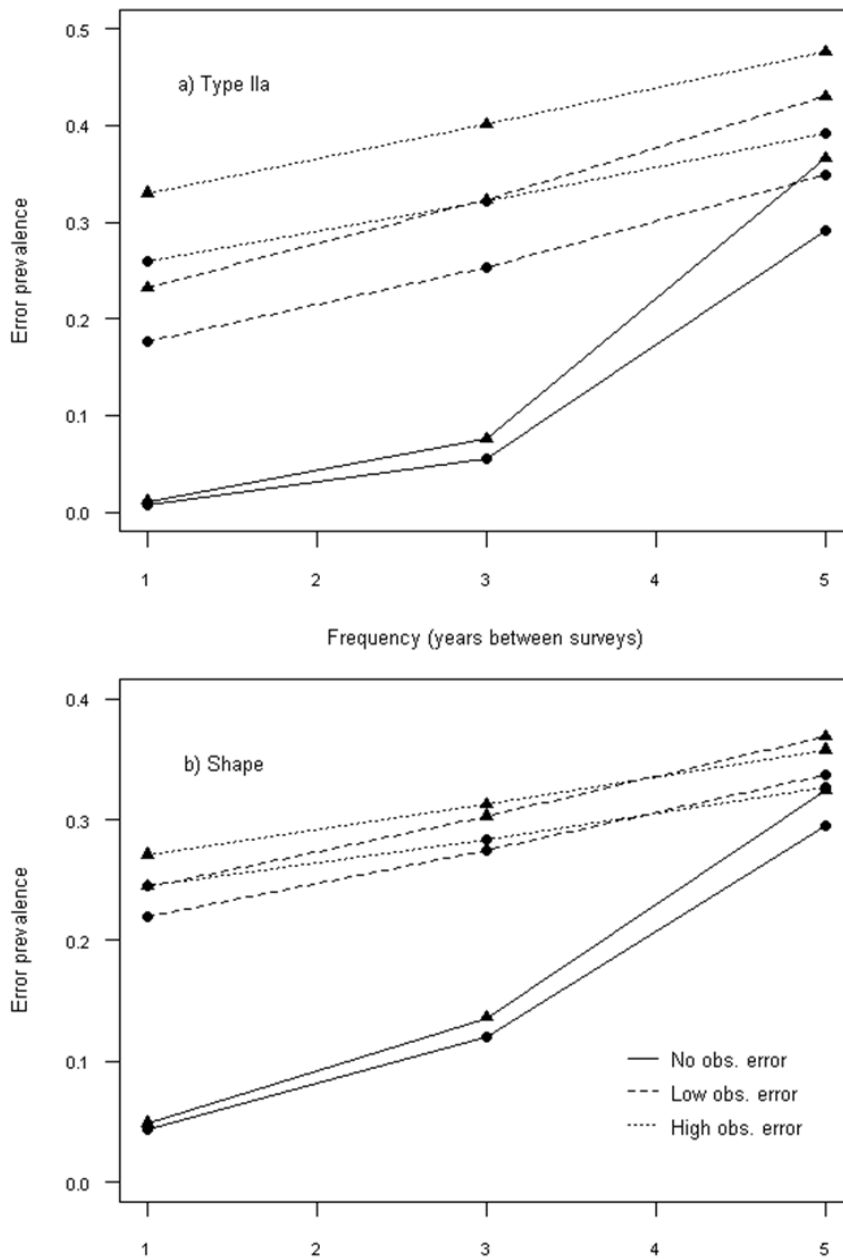 a) Type IIa
Error prevalence
0.5
0.4
0.3
0.2
0.1
0.0
1 2 3 4 5
Frequency (years between surveys)
b) Shape
Error prevalence
0.4
0.3
0.2
0.1
0.0
No obs. error
Low obs. error
High obs. error
1 2 3 4 5